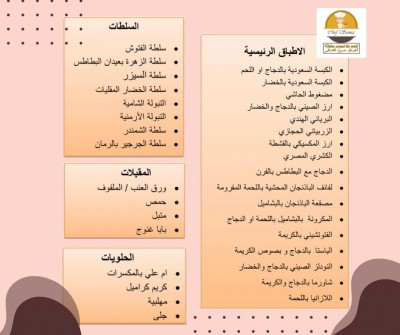 Chef Samia
الاطباق الرئيسية
الكبسة السعودية بالدجاج او اللحم
الكبسة السعودية بالخضار
مضغوط الحاشي
ارز الصيني بالدجاج والخضار
البرياني الهندي
الزربياني الحجازي
ارز المكسيكي بالقشطة
الكشري المصري
الدجاج مع البطاطس بالفرن
لفائف الباذنجان المحشية باللحمة المفرومة
مصقعة الباذنجان بالبشاميل
المكرونة بالبشاميل باللحمة او الدجاج
الفتوتشيني بالكريمة
الباستا بالدجاج و بصوص الكريمة
النودلز الصيني بالدجاج والخضار
شاورما بالدجاج والكريمة
اللازانيا باللحمة
السلطات
سلطة الفتوش
سلطة الزهرة بعيدان البطاطس
سلطة السيزر
سلطة الخضار المقليات
التبولة الشامية
التبولة الأرمنية
سلطة الشمندر
سلطة الجرجير بالرمان
المقبلات
ورق العنب / الملفوف
حمص
متبل
بابا غنوج
الحلويات
ام علي بالمكسرات
كريم كراميل
مهلبية
جلى